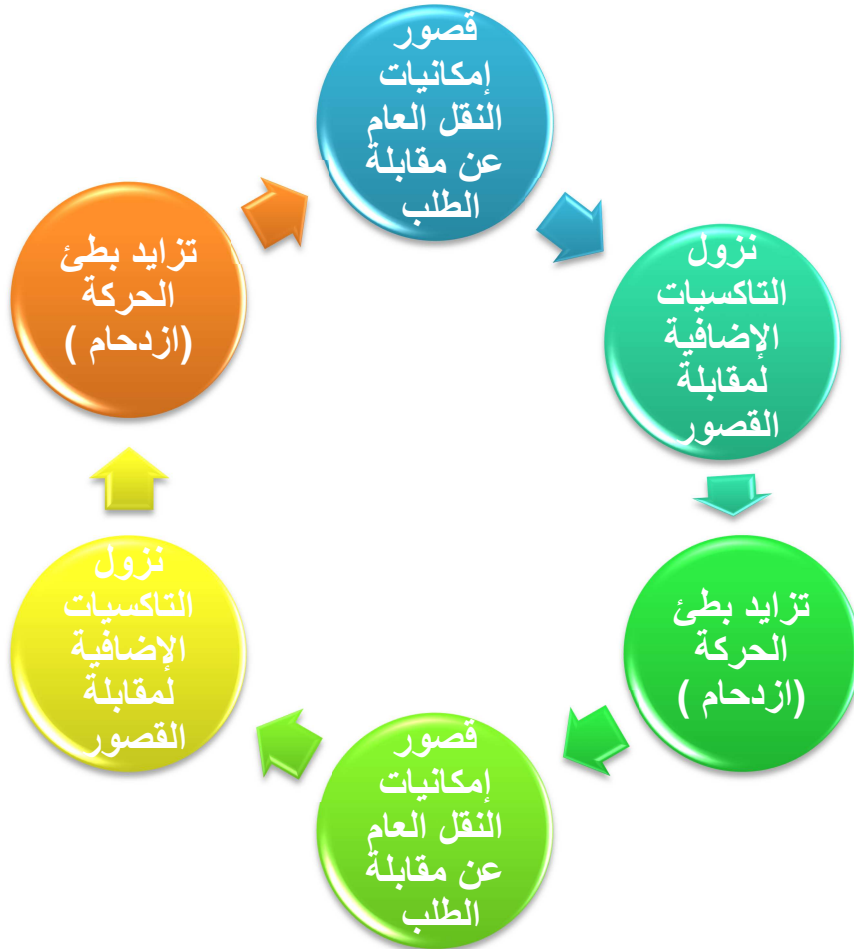 قصور
إمكانيات
النقل العام
عن مقابلة
الطلب
نزول
التاكسيات
الإضافية
لمقابلة
القصور
تزايد بطئ
الحركة
(ازدحام )
قصور
إمكانيات
النقل العام
عن مقابلة
الطلب
نزول
التاكسيات
الإضافية
لمقابلة
القصور
تزايد بطئ
الحركة
(ازدحام )